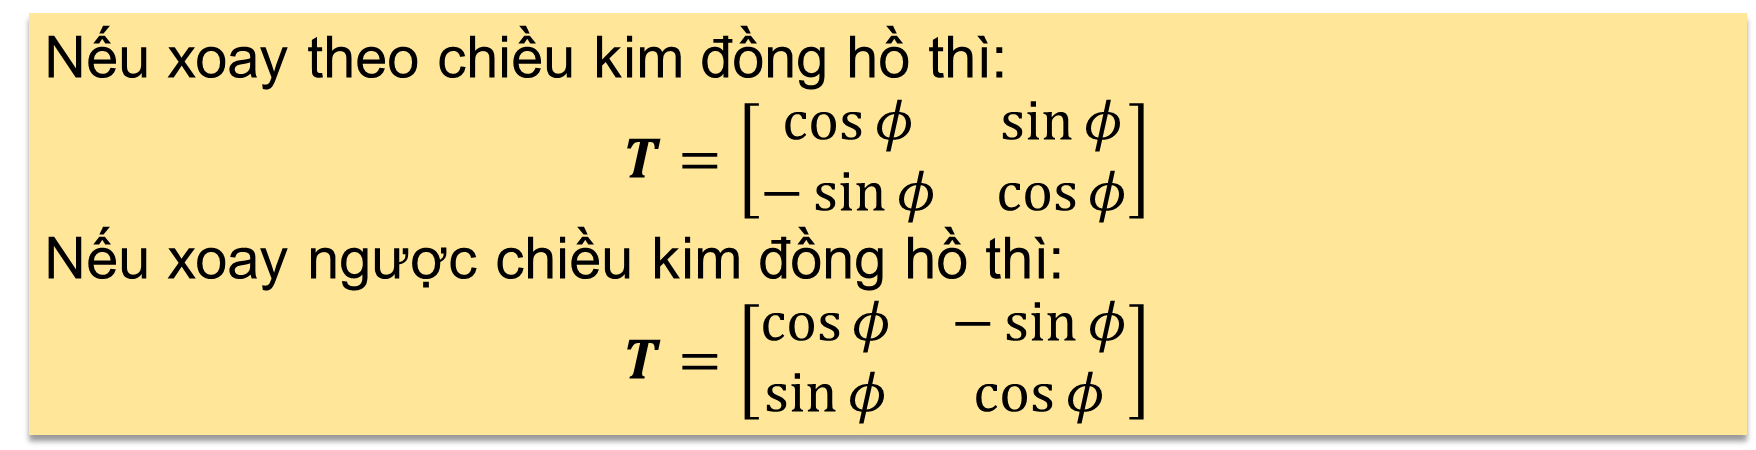 Nếu xoay theo chiều kim đồng hồ thì:
T = [cos ϕ sin ϕ
− sin ϕ cos ϕ]
Nếu xoay ngược chiều kim đồng hồ thì:
T = [cos ϕ − sin ϕ
sin ϕ cos ϕ]